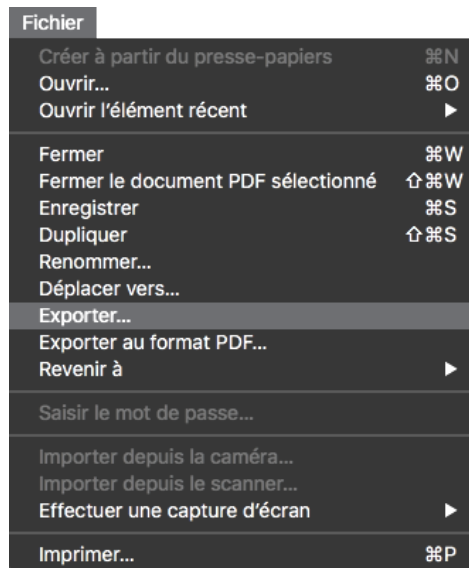 Fichier
Créer à partir du presse-papiers ⌘N
Ouvrir... ⌘O
Ouvrir l'élément récent ▶
Fermer ⌘W
Fermer le document PDF sélectionné ⇧⌘W
Enregistrer ⌘S
Dupliquer ⇧⌘S
Renommer...
Déplacer vers...
Exporter...
Exporter au format PDF...
Revenir à ▶
Saisir le mot de passe...
Importer depuis la caméra...
Importer depuis le scanner...
Effectuer une capture d'écran ▶
Imprimer... ⌘P